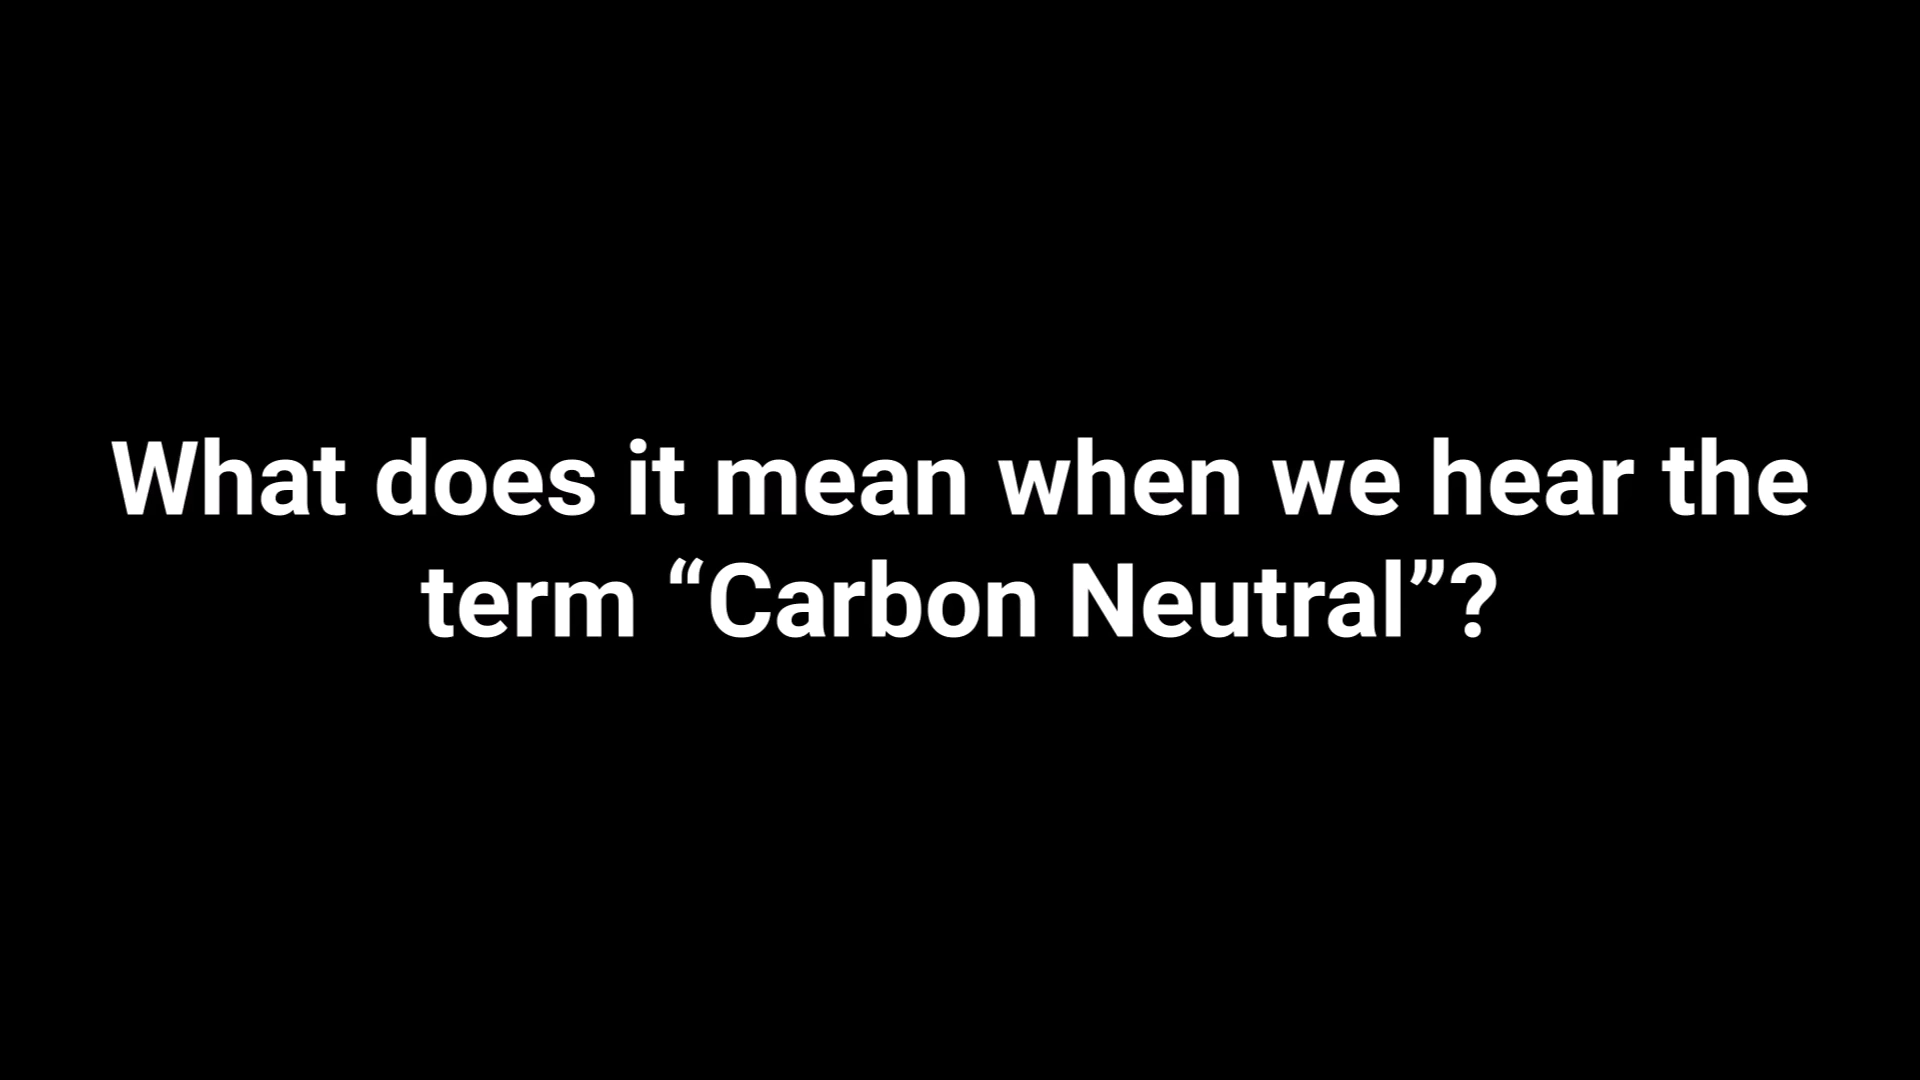 What does it mean when we hear the
term “Carbon Neutral”?